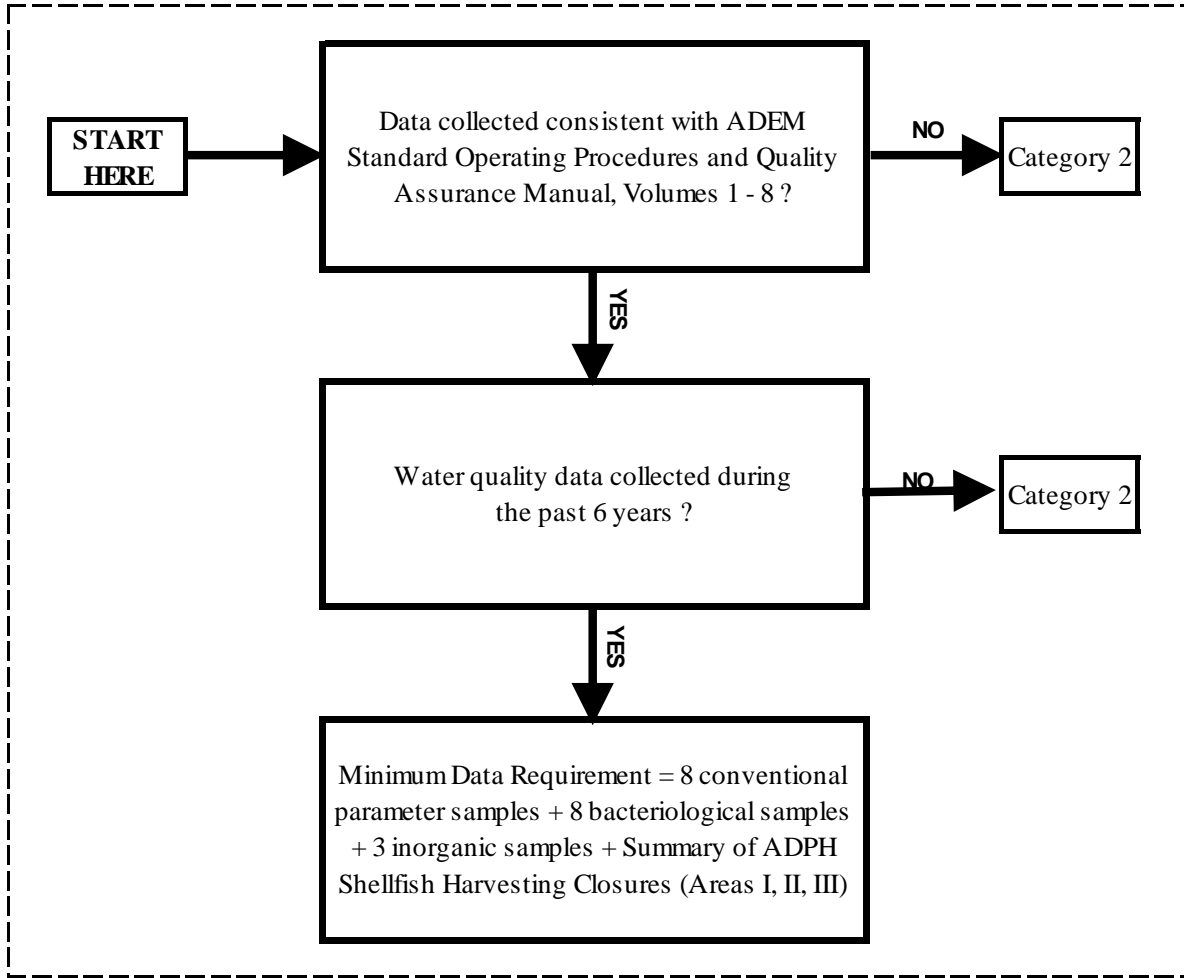 START
HERE
Data collected consistent with ADEM
Standard Operating Procedures and Quality
Assurance Manual, Volumes 1 - 8 ?
NO
Category 2
YES
Water quality data collected during
the past 6 years ?
NO
Category 2
YES
Minimum Data Requirement = 8 conventional
parameter samples + 8 bacteriological samples
+ 3 inorganic samples + Summary of ADPH
Shellfish Harvesting Closures (Areas I, II, III)